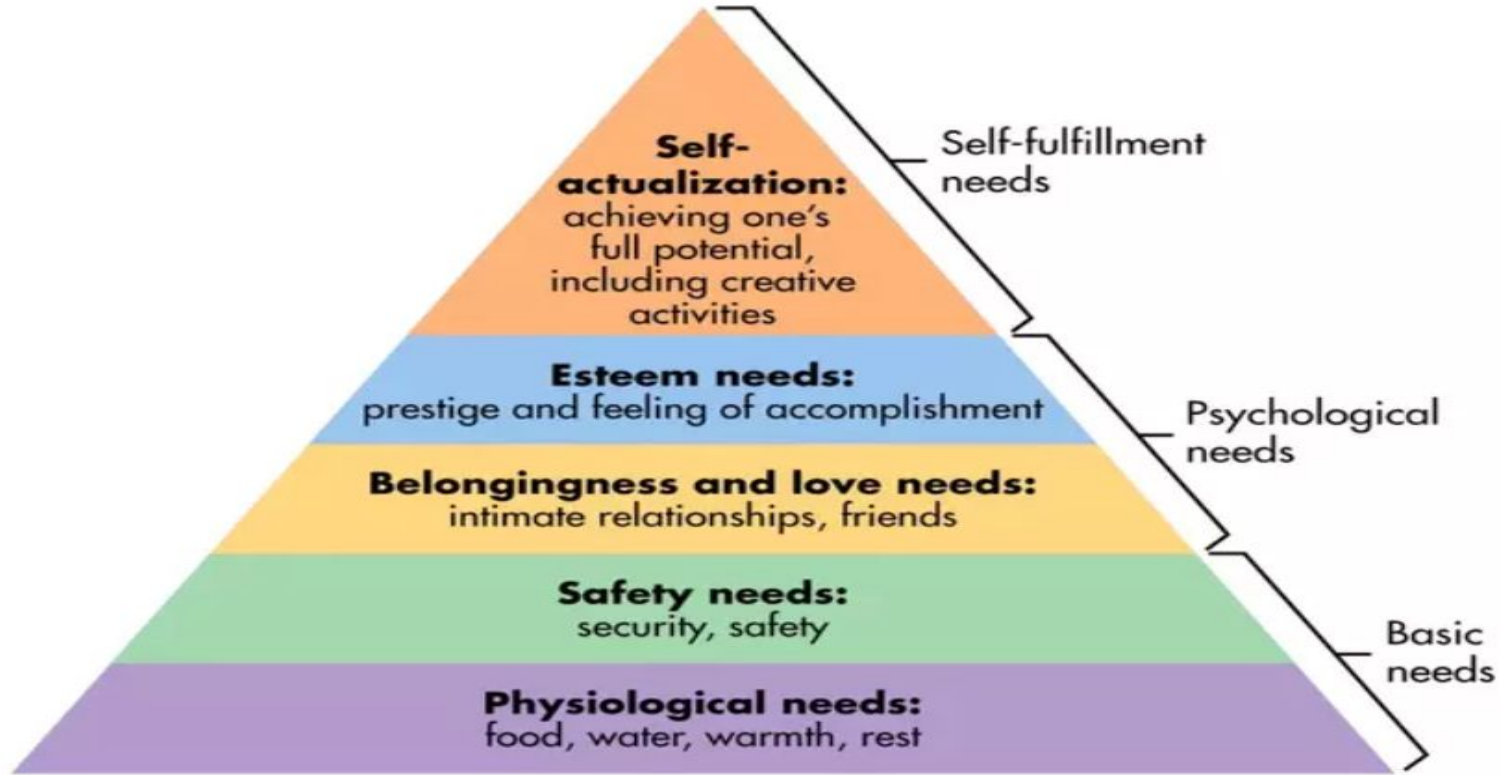 Self-
actualization:
achieving one's
full potential,
including creative
activities
Self-fulfillment
needs
Esteem needs:
prestige and feeling of accomplishment
Psychological
needs
Belongingness and love needs:
intimate relationships, friends
Safety needs:
security, safety
Basic
needs
Physiological needs:
food, water, warmth, rest